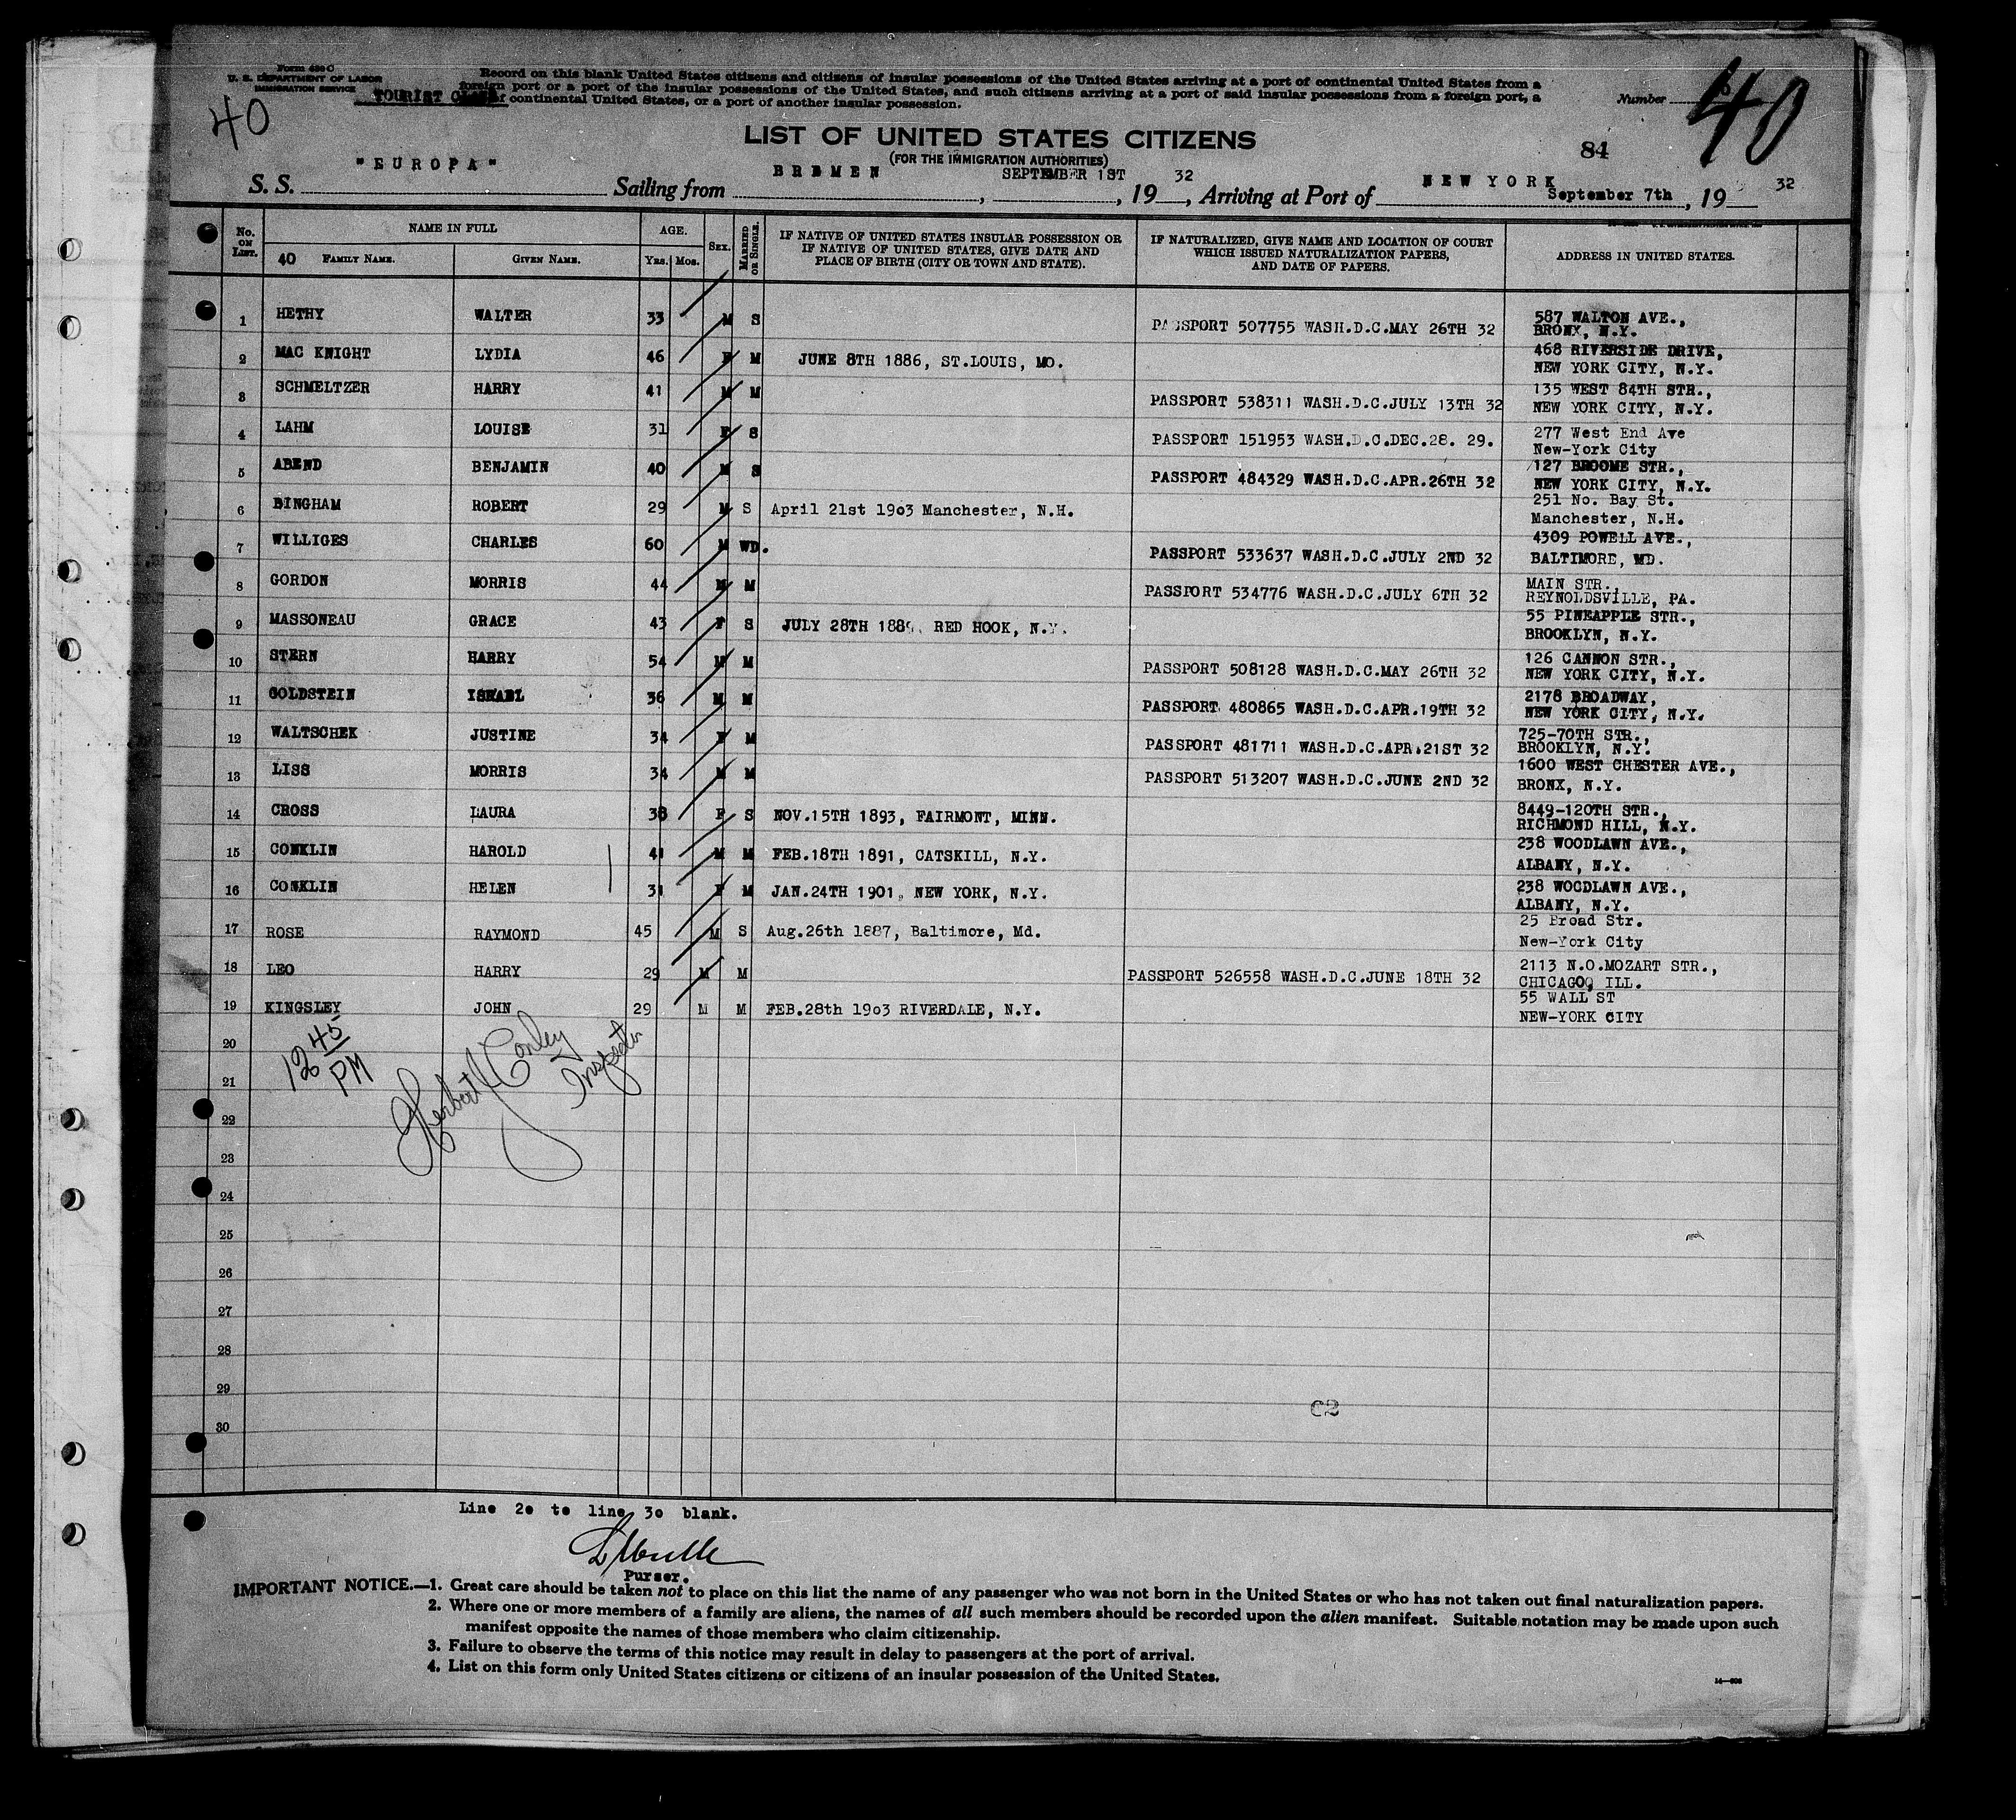 Form 430 C
U. S. DEPARTMENT OF LABOR
IMMIGRATION SERVICE
TOURIST
Record on this blank United States citizens and citizens of insular possessions of the United States arriving at a port of continental United States from a
foreign port or a port of the insular possessions of the United States, and such citizens arriving at a port of said insular possessions from a foreign port, a
of continental United States, or a port of another insular possession.
Number
40
40
LIST OF UNITED STATES CITIZENS
(FOR THE IMMIGRATION AUTHORITIES)
84
S. S. "EUROPA" Sailing from BREMEN, SEPTEMBER 1ST, 1932, Arriving at Port of NEW YORK September 7th, 1932
No. ON LIST. NAME IN FULL AGE. SEX. MARRIED OR SINGLE. IF NATIVE OF UNITED STATES INSULAR POSSESSION OR IF NATIVE OF UNITED STATES, GIVE DATE AND PLACE OF BIRTH (CITY OR TOWN AND STATE). IF NATURALIZED, GIVE NAME AND LOCATION OF COURT WHICH ISSUED NATURALIZATION PAPERS, AND DATE OF PAPERS. ADDRESS IN UNITED STATES.
40 FAMILY NAME. GIVEN NAME. YRS. MOS.
1 HETHY WALTER 33 M S PASSPORT 507755 WASH.D.C.MAY 26TH 32 587 WALTON AVE., BRONX, N.Y.
2 MAC KNIGHT LYDIA 46 F M JUNE 8TH 1886, ST.LOUIS, MO. 468 RIVERSIDE DRIVE, NEW YORK CITY, N.Y.
3 SCHMELTZER HARRY 41 M M PASSPORT 538311 WASH.D.C.JULY 13TH 32 135 WEST 84TH STR., NEW YORK CITY, N.Y.
4 LAHM LOUISE 31 F S PASSPORT 151953 WASH.D.C.DEC.28. 29. 277 West End Ave New-York City
5 ABEND BENJAMIN 40 M S PASSPORT 484329 WASH.D.C.APR.26TH 32 127 BROOME STR., NEW YORK CITY, N.Y.
6 BINGHAM ROBERT 29 M S April 21st 19o3 Manchester, N.H. 251 No. Bay St. Manchester, N.H.
7 WILLIGES CHARLES 60 M WD. PASSPORT 533637 WASH.D.C.JULY 2ND 32 4309 POWELL AVE., BALTIMORE, MD.
8 GORDON MORRIS 44 M M PASSPORT 534776 WASH.D.C.JULY 6TH 32 MAIN STR., REYNOLDSVILLE, PA.
9 MASSONEAU GRACE 43 F S JULY 28TH 1889, RED HOOK, N.Y. 55 PINEAPPLE STR., BROOKLYN, N.Y.
10 STERN HARRY 54 M M PASSPORT 508128 WASH.D.C.MAY 26TH 32 126 CANNON STR., NEW YORK CITY, N.Y.
11 GOLDSTEIN ISRAEL 36 M M PASSPORT 480865 WASH.D.C.APR.19TH 32 2178 BROADWAY, NEW YORK CITY, N.Y.
12 WALTSCHEK JUSTINE 34 F M PASSPORT 481711 WASH.D.C.APR.21ST 32 725-70TH STR., BROOKLYN, N.Y.
13 LISS MORRIS 34 M M PASSPORT 513207 WASH.D.C.JUNE 2ND 32 1600 WEST CHESTER AVE., BRONX, N.Y.
14 CROSS LAURA 38 F S NOV.15TH 1893, FAIRMONT, MINN. 8449-120TH STR., RICHMOND HILL, N.Y.
15 CONKLIN HAROLD 41 M M FEB.18TH 1891, CATSKILL, N.Y. 238 WOODLAWN AVE., ALBANY, N.Y.
16 CONKLIN HELEN 31 F M JAN.24TH 1901, NEW YORK, N.Y. 238 WOODLAWN AVE., ALBANY, N.Y.
17 ROSE RAYMOND 45 M S Aug.26th 1887, Baltimore, Md. 25 Broad Str. New-York City
18 LEO HARRY 29 M M PASSPORT 526558 WASH.D.C.JUNE 18TH 32 2113 N.O.MOZART STR., CHICAGO, ILL.
19 KINGSLEY JOHN 29 M M FEB.28th 19o3 RIVERDALE, N.Y. 55 WALL ST NEW-YORK CITY
12 45 PM
Herbert J Conley Inspector
20
21
22
23
24
25
26
27
28
29
30
C2
Line 2o to line 3o blank.
Purser.
IMPORTANT NOTICE.—1. Great care should be taken not to place on this list the name of any passenger who was not born in the United States or who has not taken out final naturalization papers.
2. Where one or more members of a family are aliens, the names of all such members should be recorded upon the alien manifest. Suitable notation may be made upon such
manifest opposite the names of those members who claim citizenship.
3. Failure to observe the terms of this notice may result in delay to passengers at the port of arrival.
4. List on this form only United States citizens or citizens of an insular possession of the United States.